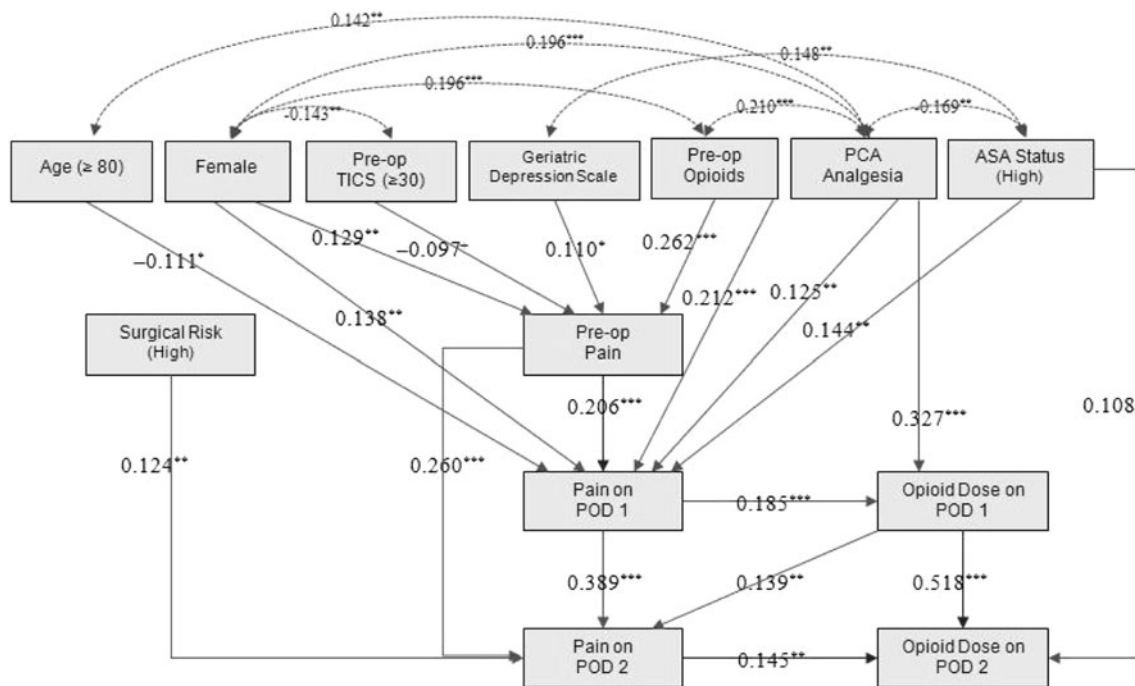 0.142**
0.196***
0.148**
0.196***
-0.143**
0.210***
-0.169**
Age (≥ 80)
Female
Pre-op
TICS (≥30)
Geriatric
Depression Scale
Pre-op
Opioids
PCA
Analgesia
ASA Status
(High)
–0.111*
0.129**
–0.097+
0.110*
0.262***
0.212***
0.125**
0.144**
0.138**
Surgical Risk
(High)
Pre-op
Pain
0.206***
0.327***
0.108
0.124**
0.260***
Pain on
POD 1
0.185***
Opioid Dose on
POD 1
0.389***
0.139**
0.518***
Pain on
POD 2
0.145**
Opioid Dose on
POD 2